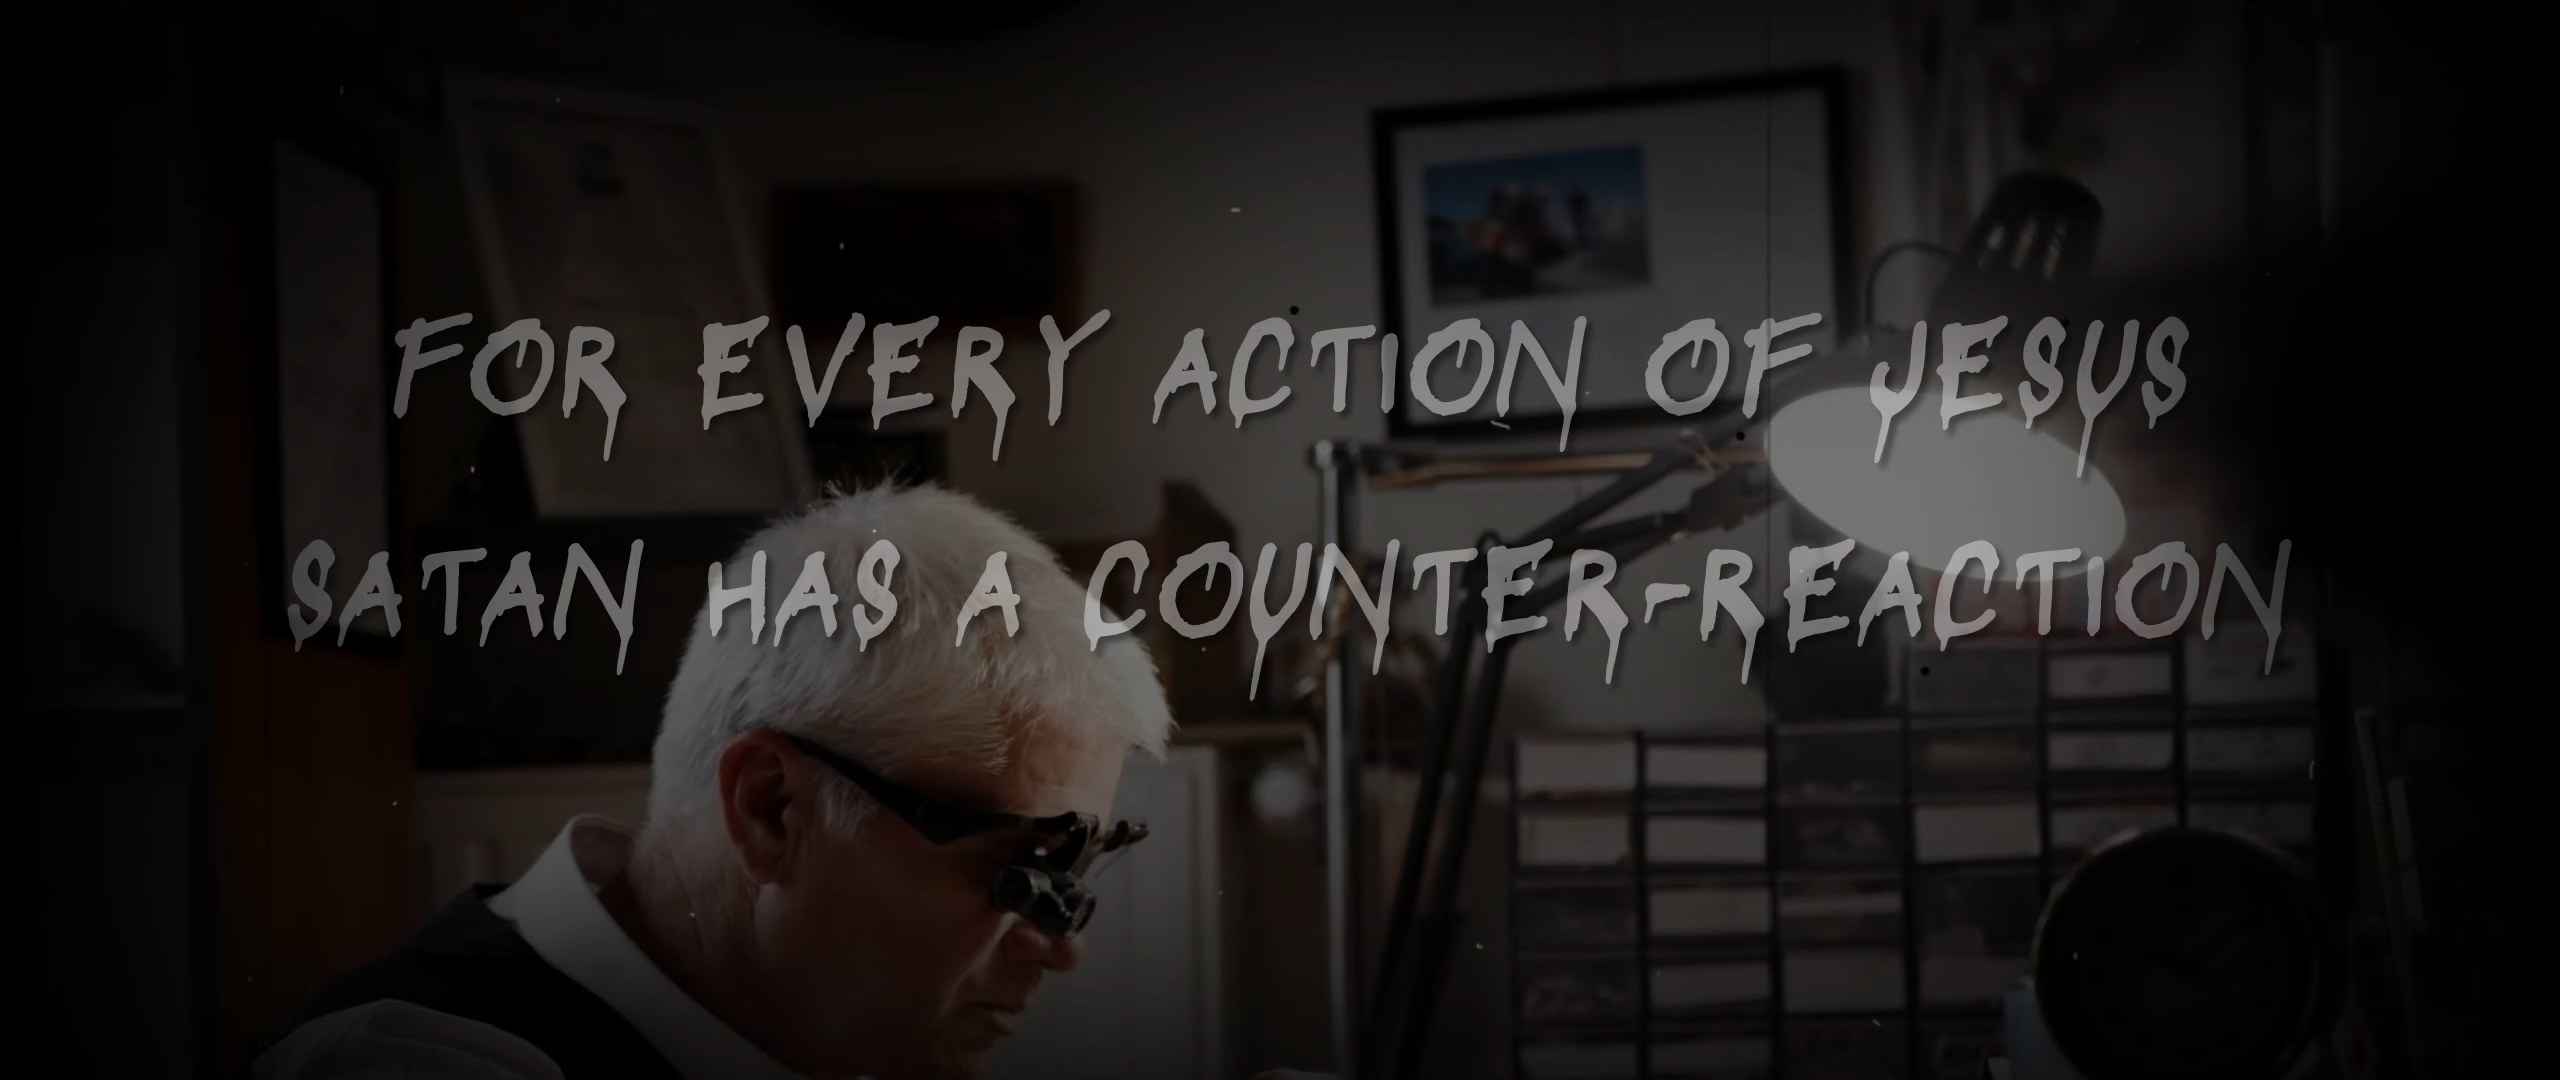 FOR EVERY ACTION OF JESUS
SATAN HAS A COUNTER-REACTION